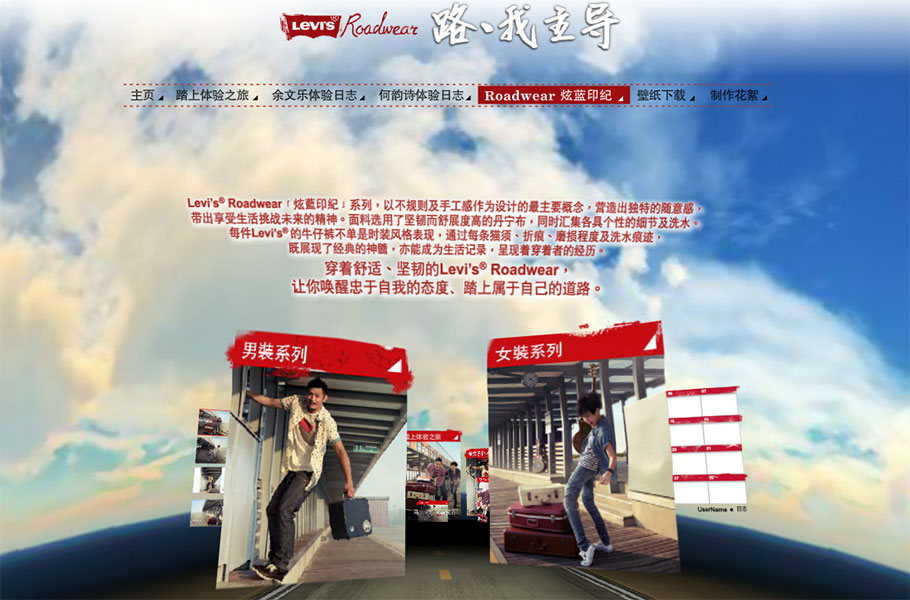 LEVI'S® Roadwear 路、我主导
主页 踏上体验之旅 余文乐体验日志 何韵诗体验日志 Roadwear 炫蓝印纪 壁纸下载 制作花絮
Levi's® Roadwear「炫藍印纪」系列，以不规则及手工感作为设计的最主要概念，营造出独特的随意感，
带出享受生活挑战未来的精神。面料选用了坚韧而舒展度高的丹宁布，同时汇集各具个性的细节及洗水。
每件Levi's®的牛仔裤不单是时装风格表现，通过每条猫须、折痕、磨损程度及洗水痕迹，
既展现了经典的神髓，亦能成为生活记录，呈现着穿着者的经历。
穿着舒适、坚韧的Levi's® Roadwear，
让你唤醒忠于自我的态度、踏上属于自己的道路。
男装系列
女装系列
上体验之旅
UserName ● 日志